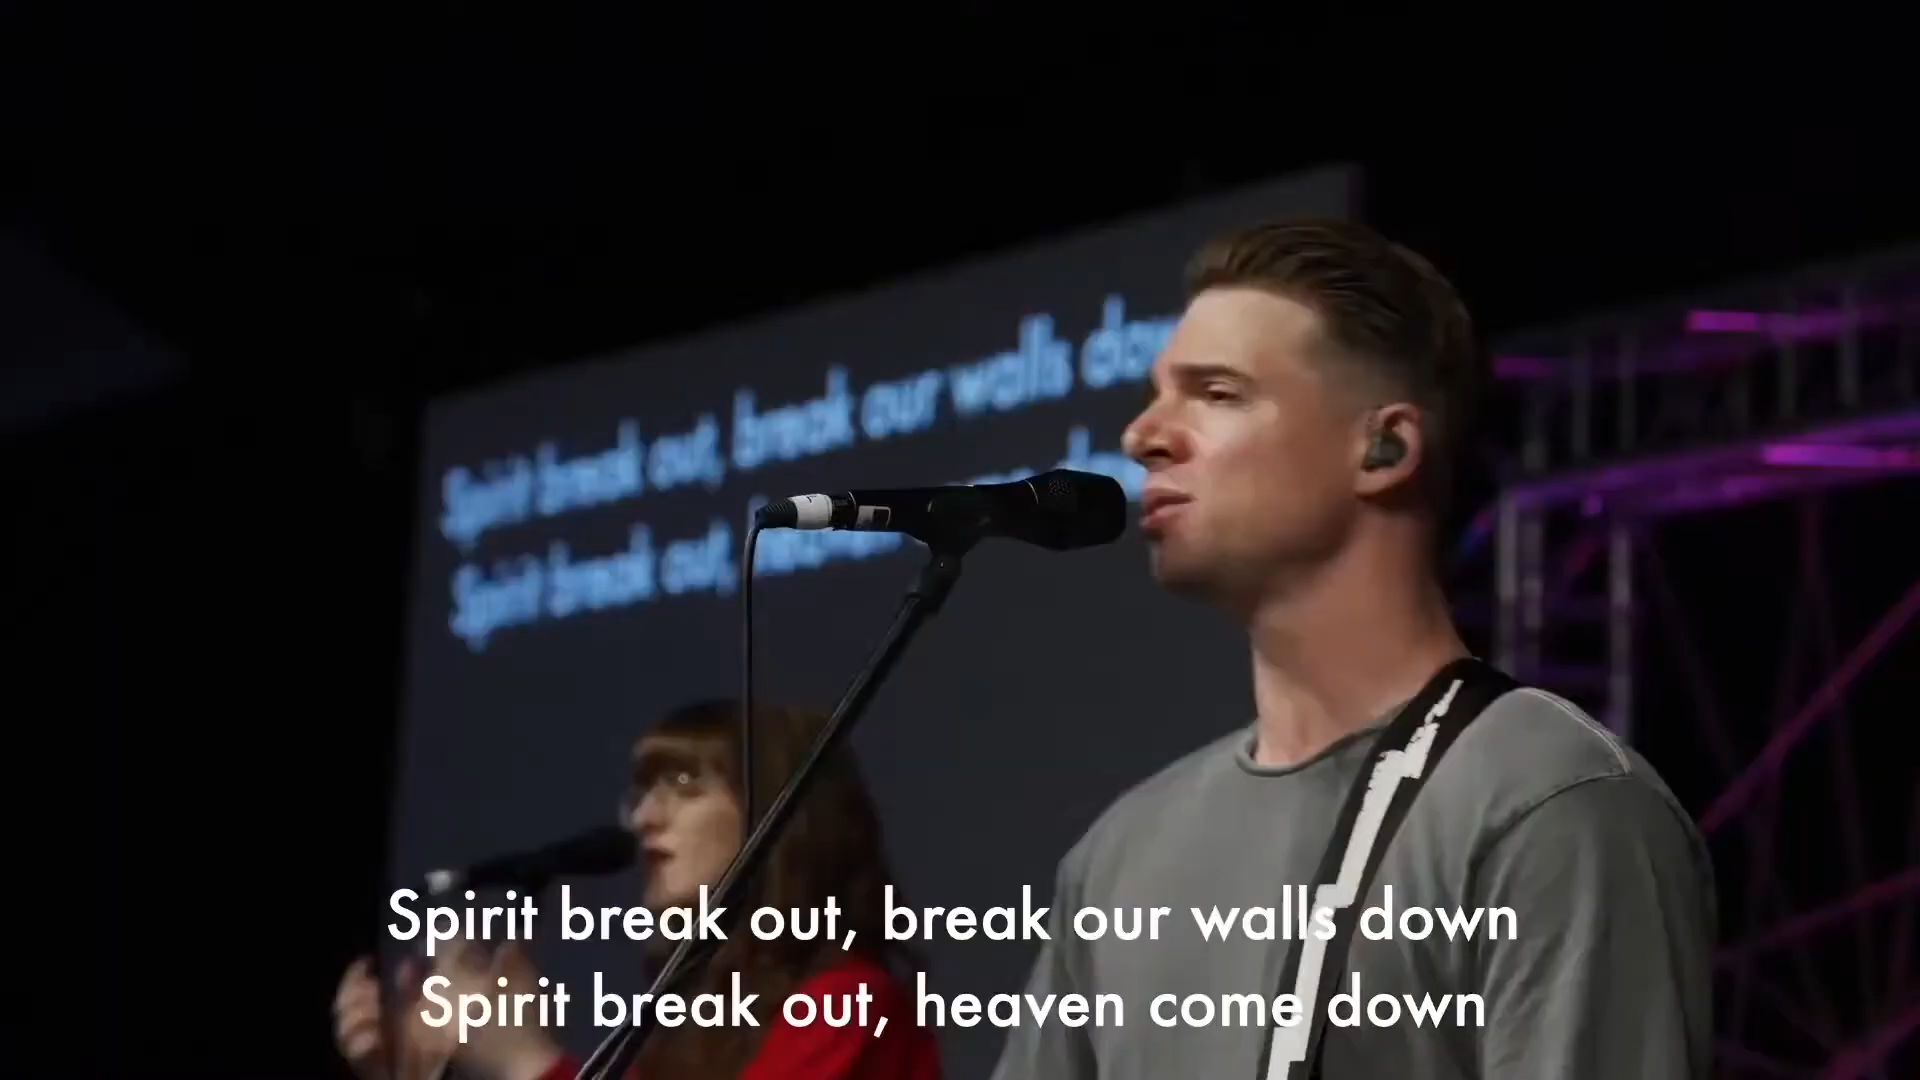 Spirit break out, break our walls dow
Spirit break out,
Spirit break out, break our walls down
Spirit break out, heaven come down